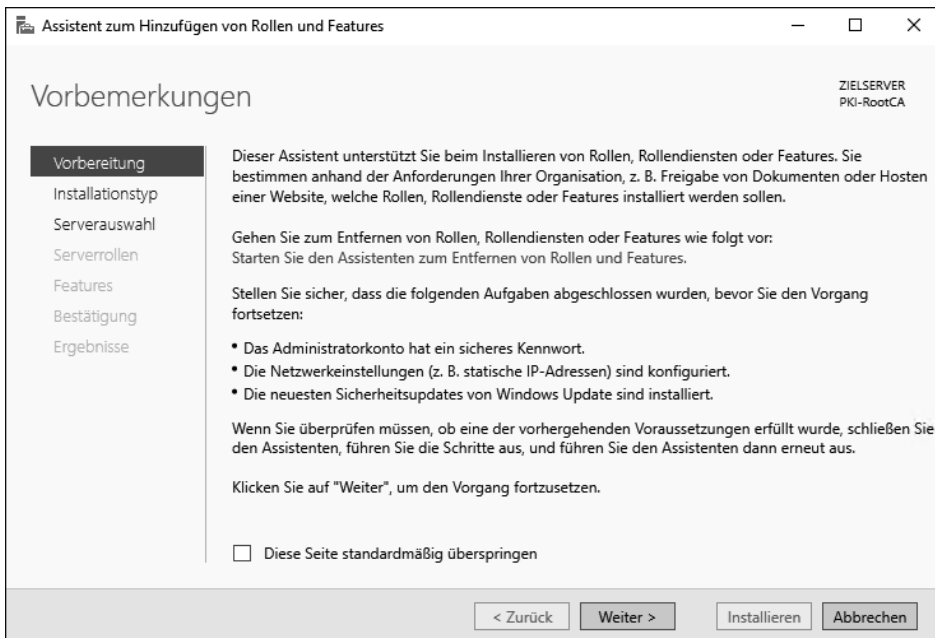 Assistent zum Hinzufügen von Rollen und Features
Vorbemerkungen
ZIELSERVER
PKI-RootCA
Vorbereitung
Installationstyp
Serverauswahl
Serverrollen
Features
Bestätigung
Ergebnisse
Dieser Assistent unterstützt Sie beim Installieren von Rollen, Rollendiensten oder Features. Sie
bestimmen anhand der Anforderungen Ihrer Organisation, z. B. Freigabe von Dokumenten oder Hosten
einer Website, welche Rollen, Rollendienste oder Features installiert werden sollen.
Gehen Sie zum Entfernen von Rollen, Rollendiensten oder Features wie folgt vor:
Starten Sie den Assistenten zum Entfernen von Rollen und Features.
Stellen Sie sicher, dass die folgenden Aufgaben abgeschlossen wurden, bevor Sie den Vorgang
fortsetzen:
• Das Administratorkonto hat ein sicheres Kennwort.
• Die Netzwerkeinstellungen (z. B. statische IP-Adressen) sind konfiguriert.
• Die neuesten Sicherheitsupdates von Windows Update sind installiert.
Wenn Sie überprüfen müssen, ob eine der vorhergehenden Voraussetzungen erfüllt wurde, schließen Sie
den Assistenten, führen Sie die Schritte aus, und führen Sie den Assistenten dann erneut aus.
Klicken Sie auf "Weiter", um den Vorgang fortzusetzen.
Diese Seite standardmäßig überspringen
< Zurück
Weiter >
Installieren
Abbrechen